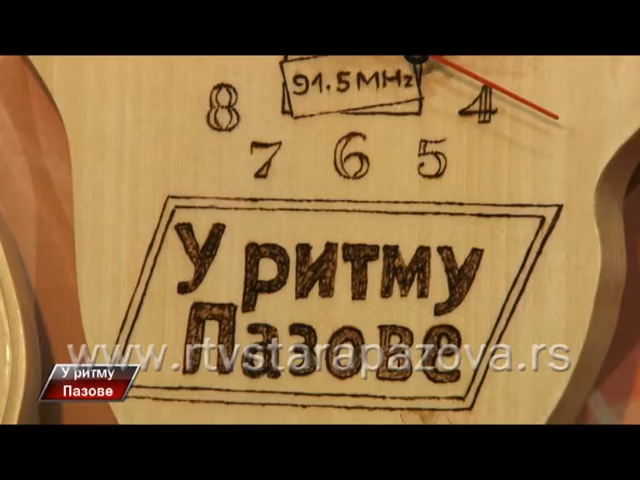 91.5MHz
8
4
7
6
5
У ритму
Пазове
www.rtvstarapazova.rs
У ритму
Пазове